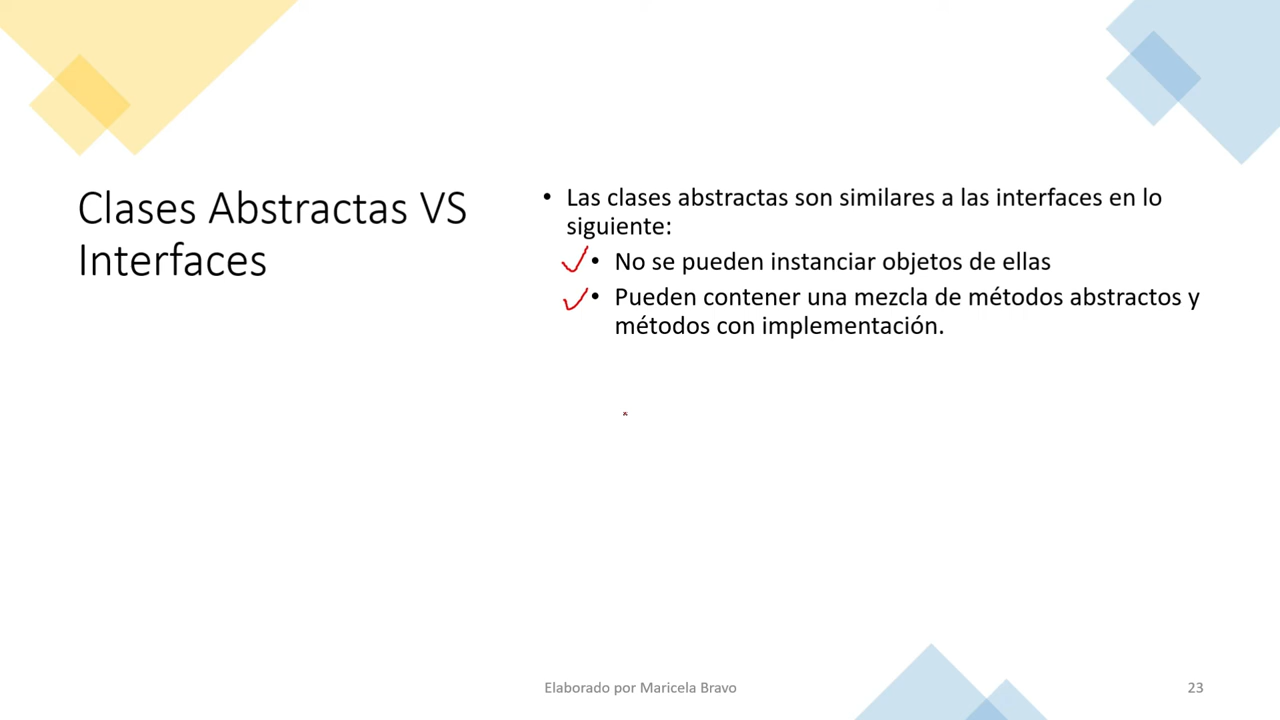 Clases Abstractas VS
Interfaces
• Las clases abstractas son similares a las interfaces en lo
siguiente:
• No se pueden instanciar objetos de ellas
• Pueden contener una mezcla de métodos abstractos y
métodos con implementación.
Elaborado por Maricela Bravo
23